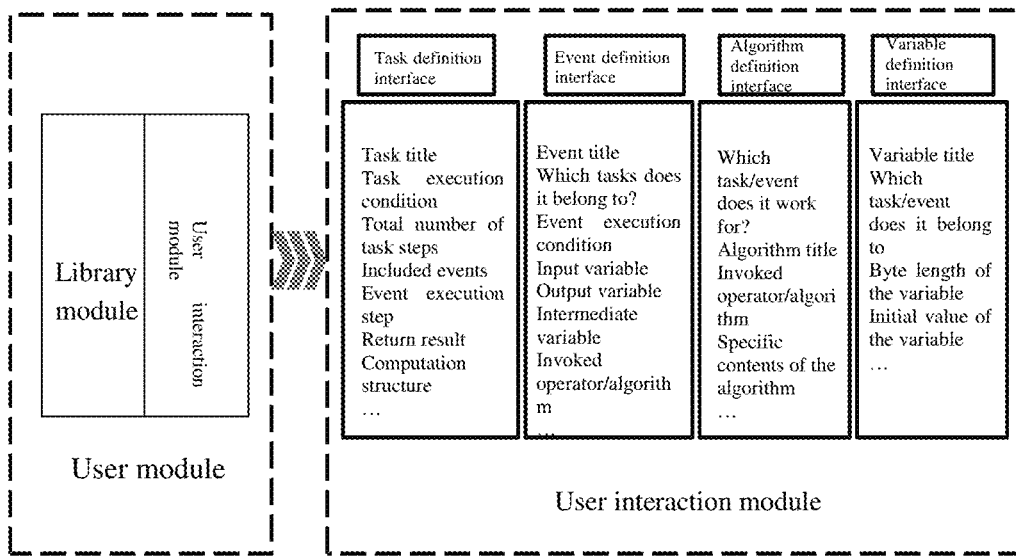 Library
module
User interaction
module
User module
Task definition
interface
Task title
Task execution
condition
Total number of
task steps
Included events
Event execution
step
Return result
Computation
structure
…
Event definition
interface
Event title
Which tasks does
it belong to?
Event execution
condition
Input variable
Output variable
Intermediate
variable
Invoked
operator/algorith
m
…
Algorithm
definition
interface
Which
task/event
does it work
for?
Algorithm title
Invoked
operator/algori
thm
Specific
contents of the
algorithm
…
Variable
definition
interface
Variable title
Which
task/event
does it belong
to
Byte length of
the variable
Initial value of
the variable
…
User interaction module